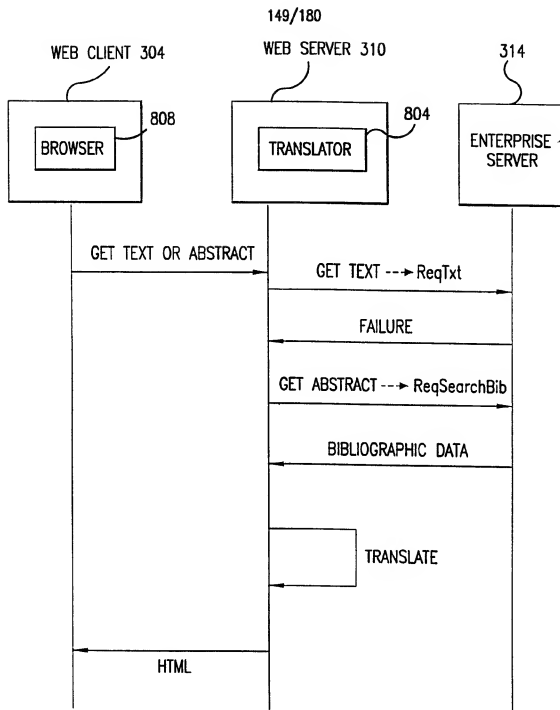 149/180
WEB CLIENT 304
WEB SERVER 310
314
BROWSER
808
TRANSLATOR
804
ENTERPRISE
SERVER
GET TEXT OR ABSTRACT
GET TEXT ---> ReqTxt
FAILURE
GET ABSTRACT ---> ReqSearchBib
BIBLIOGRAPHIC DATA
TRANSLATE
HTML